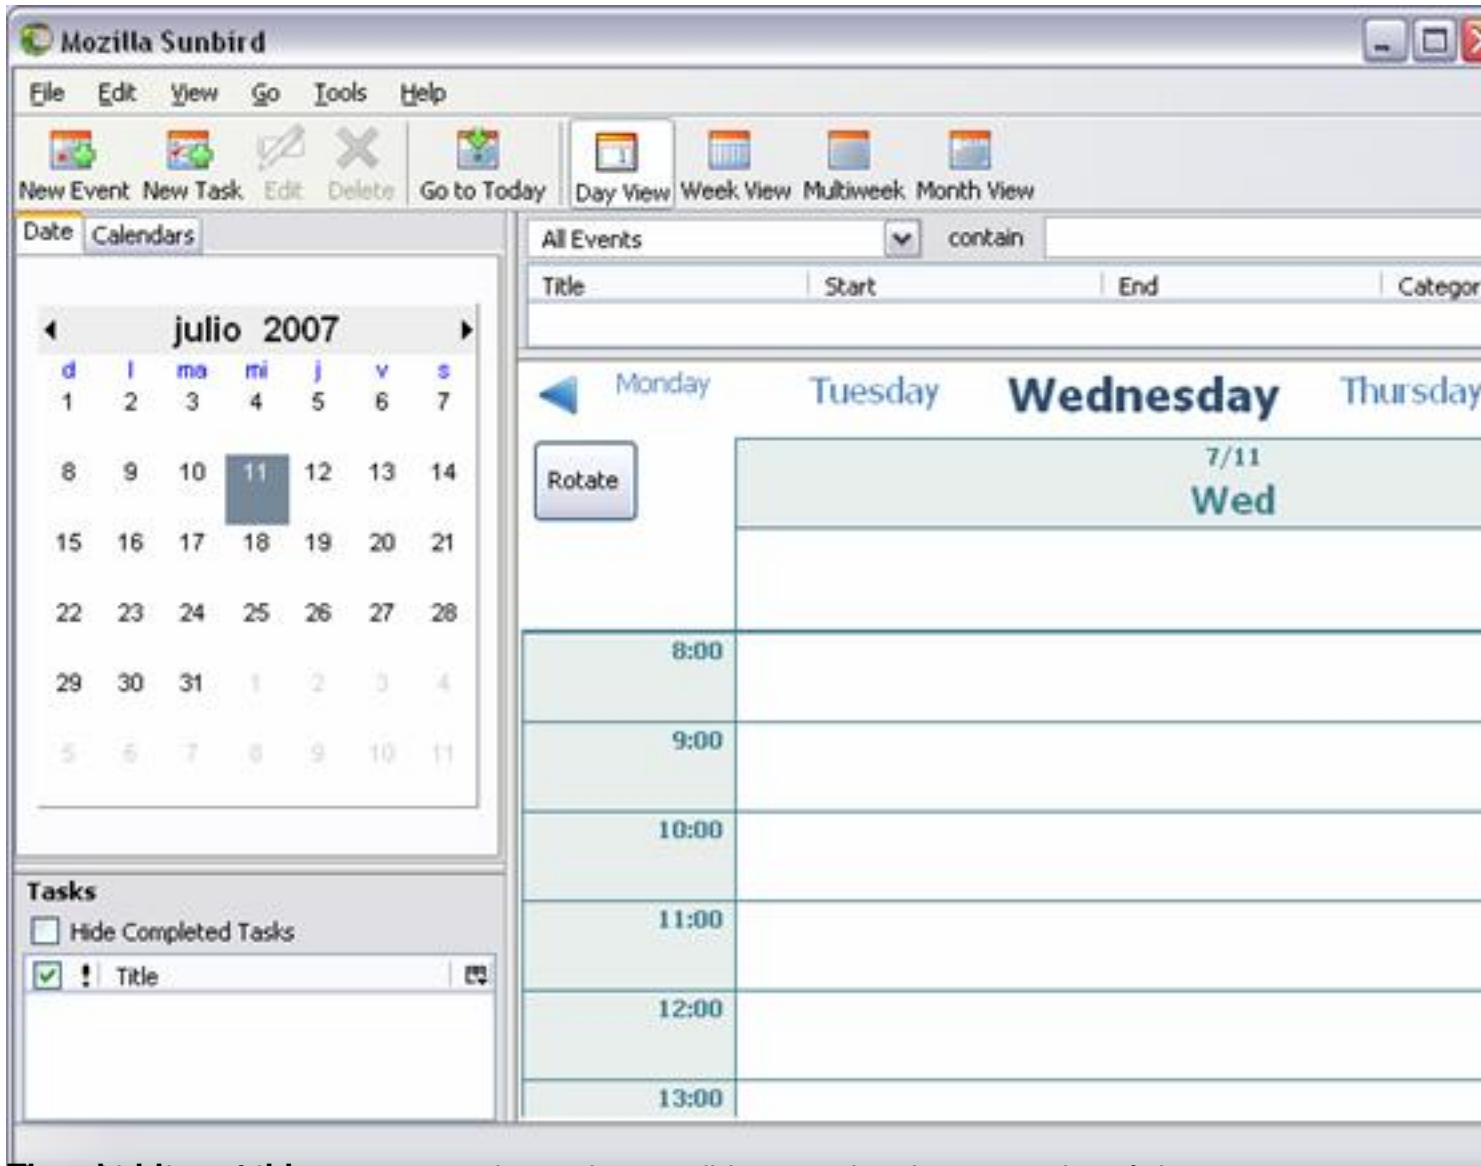 Mozilla Sunbird
File Edit View Go Tools Help
New Event New Task Edit Delete Go to Today Day View Week View Multiweek Month View
Date Calendars
julio 2007
d l ma mi j v s
1 2 3 4 5 6 7
8 9 10 11 12 13 14
15 16 17 18 19 20 21
22 23 24 25 26 27 28
29 30 31 1 2 3 4
5 6 7 8 9 10 11
Tasks
Hide Completed Tasks
! Title
All Events contain
Title Start End Categor
Monday Tuesday Wednesday Thursday
Rotate
7/11
Wed
8:00
9:00
10:00
11:00
12:00
13:00